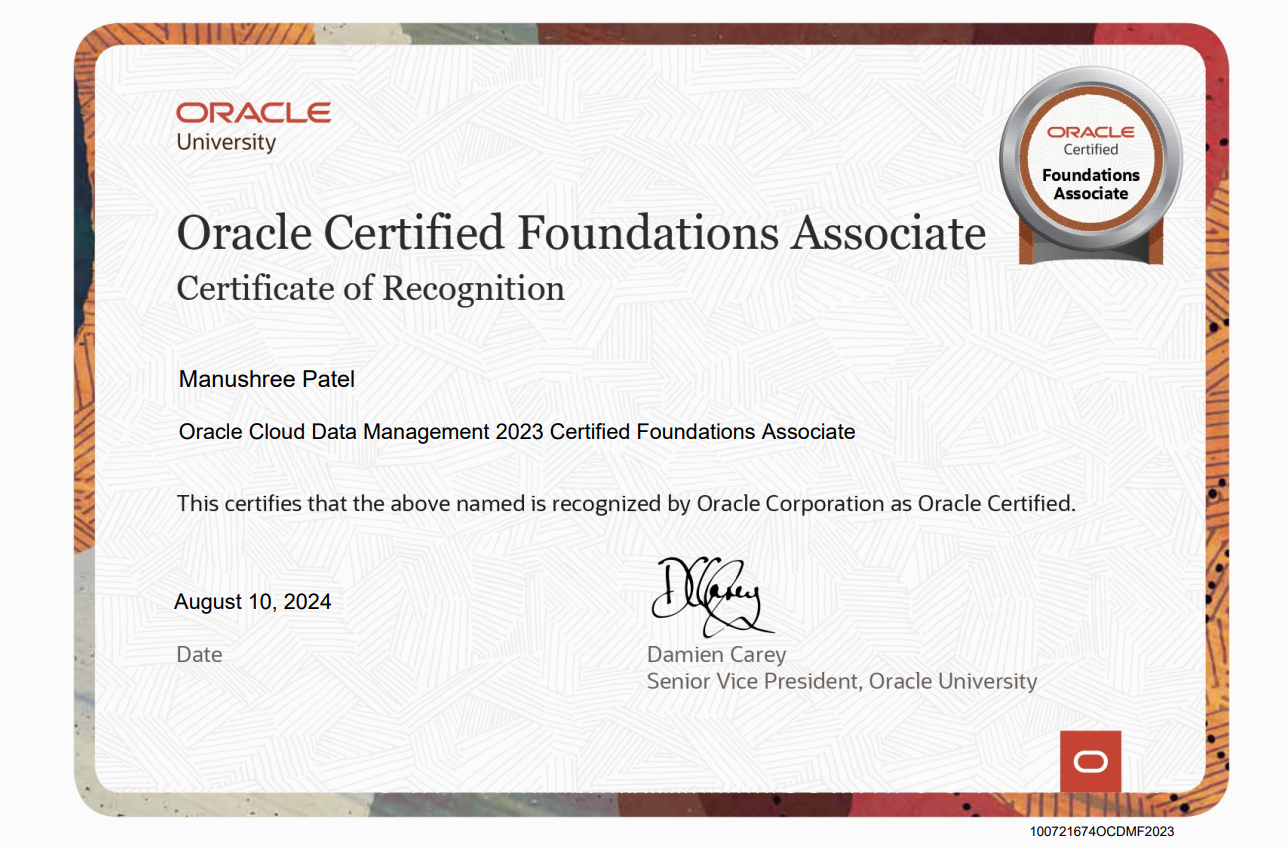 ORACLE
University
ORACLE
Certified
Foundations
Associate
Oracle Certified Foundations Associate
Certificate of Recognition
Manushree Patel
Oracle Cloud Data Management 2023 Certified Foundations Associate
This certifies that the above named is recognized by Oracle Corporation as Oracle Certified.
August 10, 2024
Date
DCarey
Damien Carey
Senior Vice President, Oracle University
100721674OCDMF2023